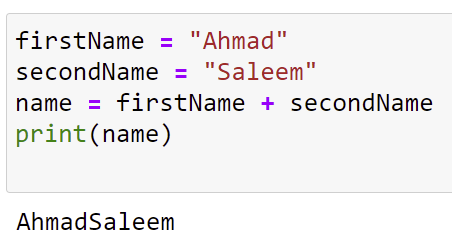 firstName = "Ahmad"
secondName = "Saleem"
name = firstName + secondName
print(name)
AhmadSaleem